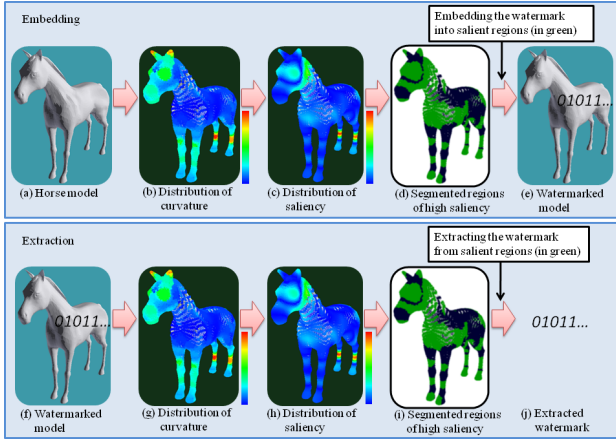 Embedding
Embedding the watermark
into salient regions (in green)
01011...
(a) Horse model
(b) Distribution of
curvature
(c) Distribution of
saliency
(d) Segmented regions
of high saliency
(e) Watermarked
model
Extraction
Extracting the watermark
from salient regions (in green)
01011...
01011...
(f) Watermarked
model
(g) Distribution of
curvature
(h) Distribution of
saliency
(i) Segmented regions
of high saliency
(j) Extracted
watermark